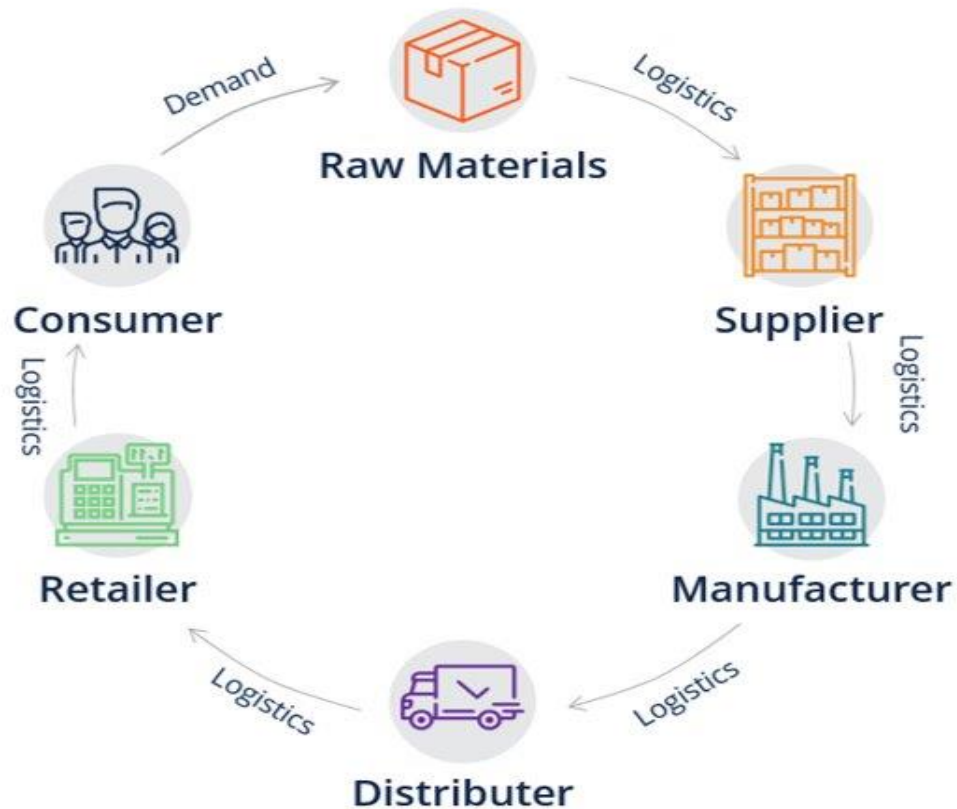 Demand
Logistics
Raw Materials
Consumer
Supplier
Logistics
Logistics
Retailer
Manufacturer
Logistics
Logistics
Distributer